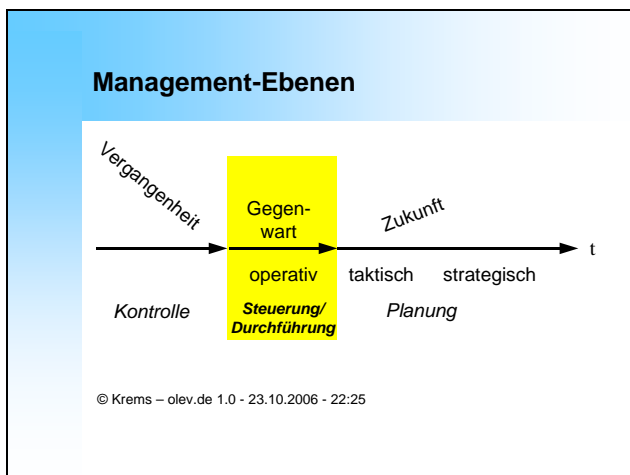 Management-Ebenen
Vergangenheit
Gegen-
wart
Zukunft
t
operativ taktisch strategisch
Kontrolle Steuerung/ Planung
Durchführung
© Krems – olev.de 1.0 - 23.10.2006 - 22:25